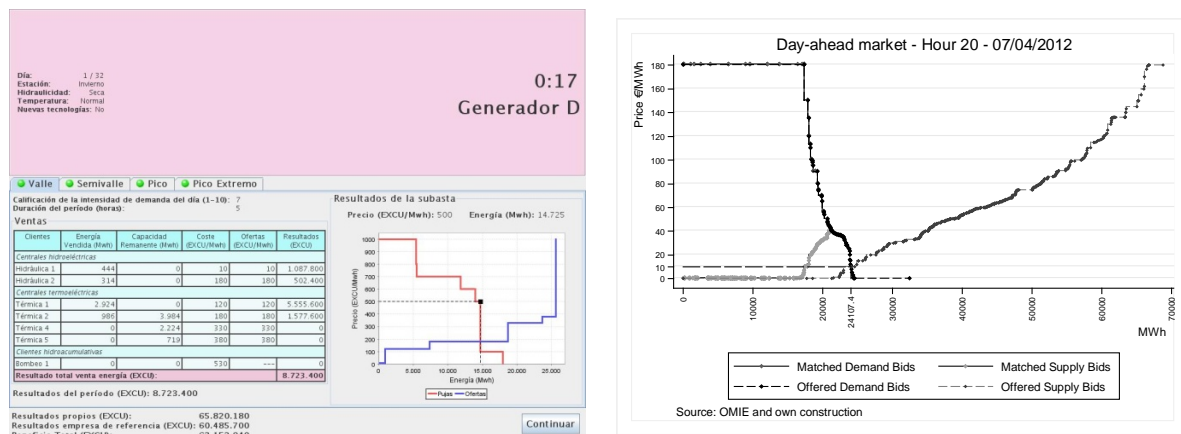 Día: 1 / 32
Estación: Invierno
Hidraulicidad: Seca
Temperatura: Normal
Nuevas tecnologías: No
0:17
Generador D
Valle Semivalle Pico Pico Extremo
Calificación de la intensidad de demanda del día (1-10): 7
Duración del período (horas): 5
Ventas
Clientes Energía Vendida (Mwh) Capacidad Remanente (Mwh) Coste (EXCU/Mwh) Ofertas (EXCU/Mwh) Resultados (EXCU)
Centrales hidroeléctricas
Hidráulica 1 444 0 10 10 1.087.800
Hidráulica 2 314 0 180 180 502.400
Centrales termoeléctricas
Térmica 1 2.924 0 120 120 5.555.600
Térmica 2 986 3.984 180 180 1.577.600
Térmica 4 0 2.224 330 330 0
Térmica 5 0 719 380 380 0
Clientes hidroacumulativas
Bombeo 1 0 0 530 --- 0
Resultado total venta energía (EXCU): 8.723.400
Resultados del período (EXCU): 8.723.400
Resultados de la subasta
Precio (EXCU/Mwh): 500 Energía (Mwh): 14.725
Precio (EXCU/Mwh)
1000
900
800
700
600
500
400
300
200
100
0
0 5.000 10.000 15.000 20.000 25.000
Energía (Mwh)
Pujas Ofertas
Resultados propios (EXCU): 65.820.180
Resultados empresa de referencia (EXCU): 60.485.700
Continuar
Day-ahead market - Hour 20 - 07/04/2012
Price €/MWh
180
160
140
120
100
80
60
40
20
10
0
0 10000 20000 24107.4 30000 40000 50000 60000 70000
MWh
Matched Demand Bids Matched Supply Bids
Offered Demand Bids Offered Supply Bids
Source: OMIE and own construction